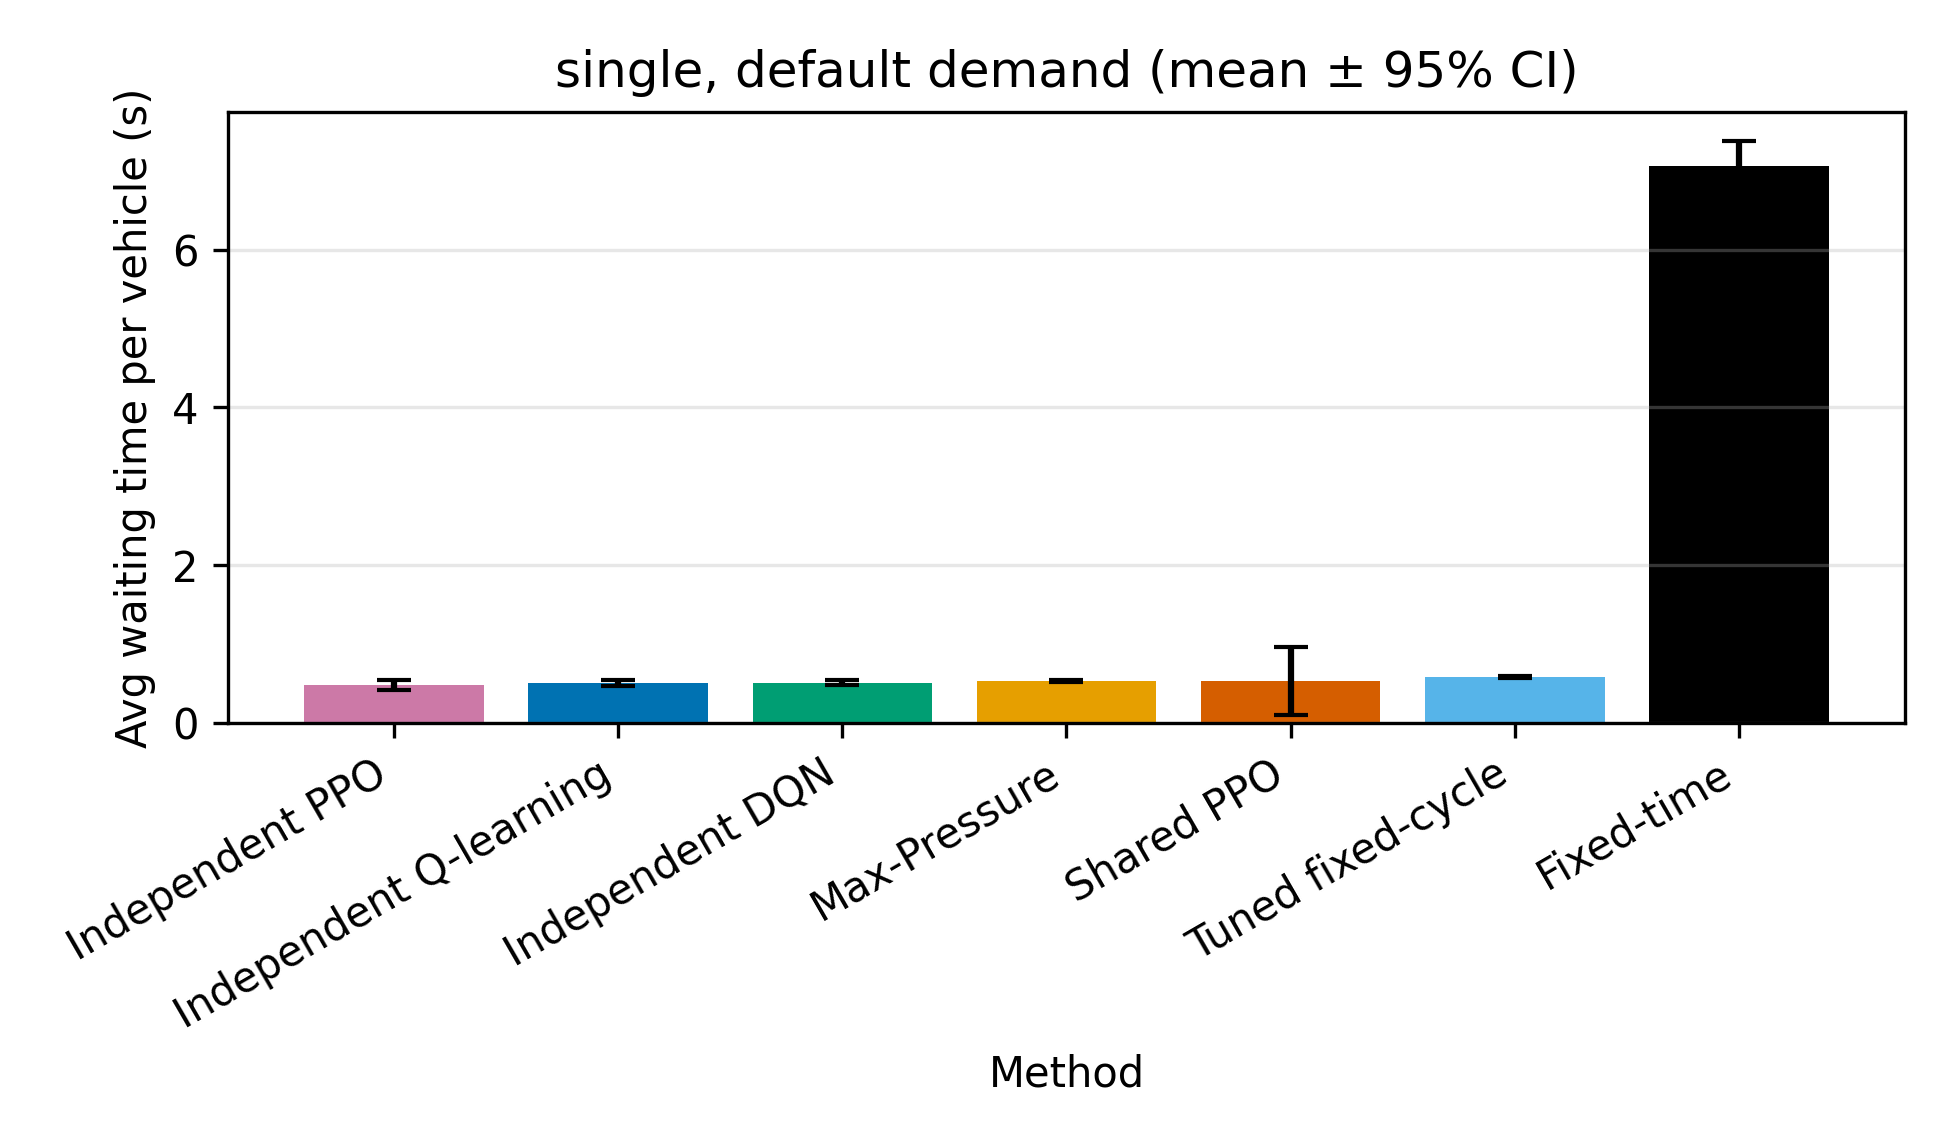 single, default demand (mean ± 95% CI)
Avg waiting time per vehicle (s)
6
4
2
0
Independent PPO
Independent Q-learning
Independent DQN
Max-Pressure
Shared PPO
Tuned fixed-cycle
Fixed-time
Method